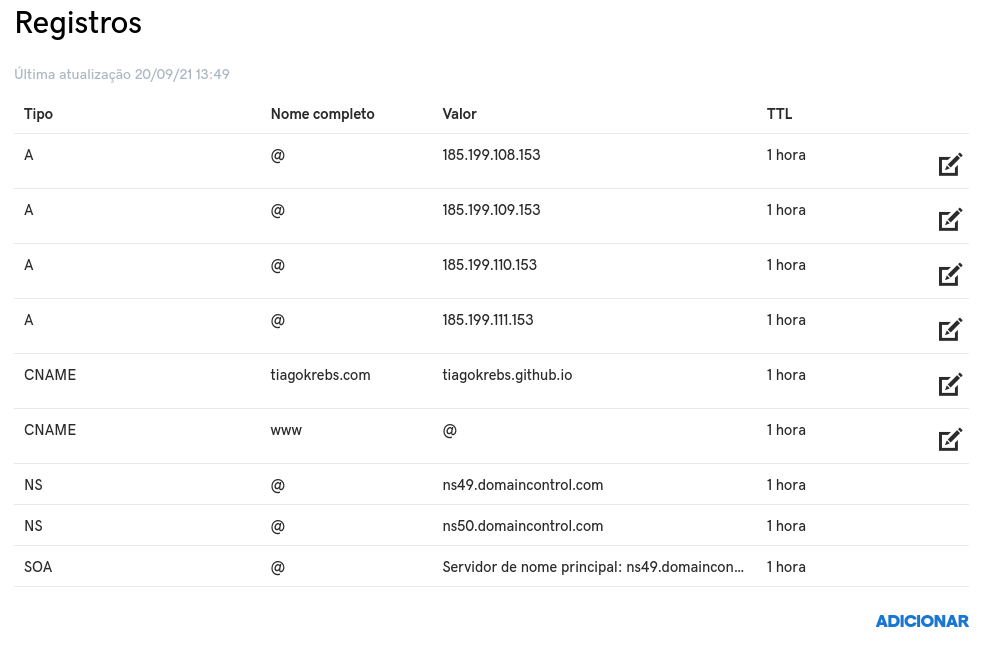 Registros
Última atualização 20/09/21 13:49
Tipo Nome completo Valor TTL
A @ 185.199.108.153 1 hora
A @ 185.199.109.153 1 hora
A @ 185.199.110.153 1 hora
A @ 185.199.111.153 1 hora
CNAME tiagokrebs.com tiagokrebs.github.io 1 hora
CNAME www @ 1 hora
NS @ ns49.domaincontrol.com 1 hora
NS @ ns50.domaincontrol.com 1 hora
SOA @ Servidor de nome principal: ns49.domaincon... 1 hora
ADICIONAR